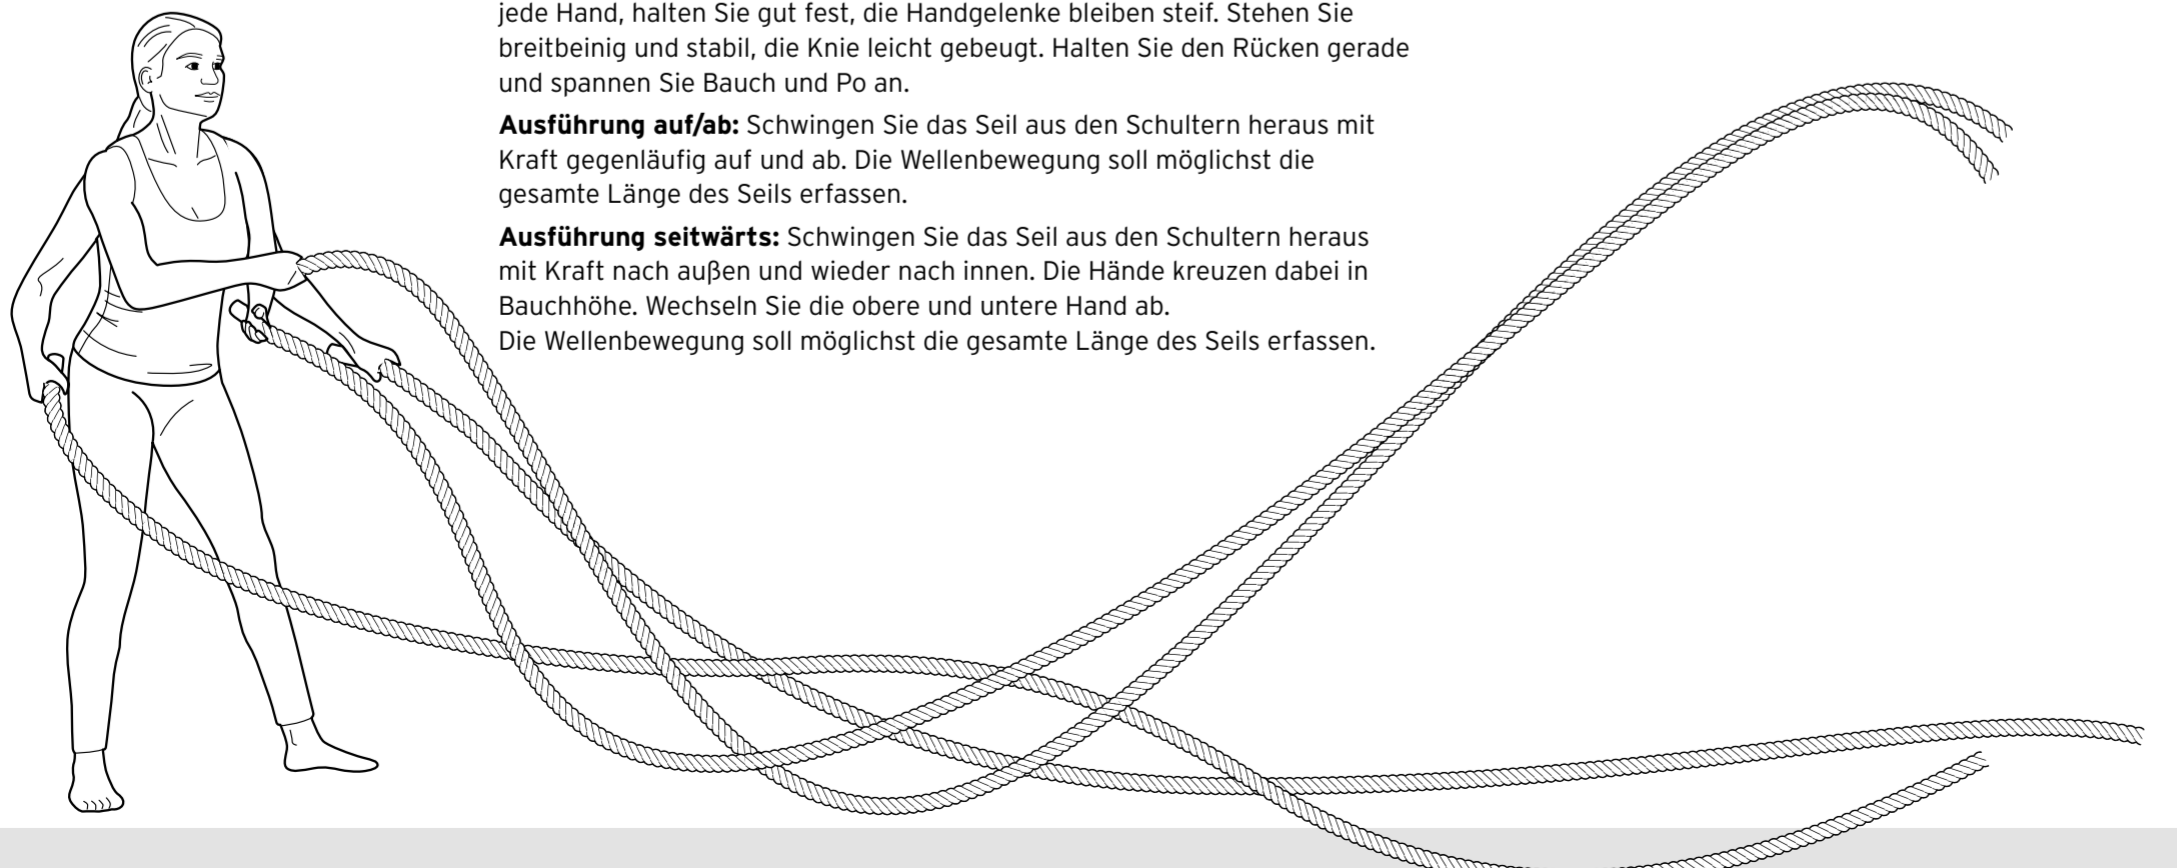 jede Hand, halten Sie gut fest, die Handgelenke bleiben steif. Stehen Sie
breitbeinig und stabil, die Knie leicht gebeugt. Halten Sie den Rücken gerade
und spannen Sie Bauch und Po an.
Ausführung auf/ab: Schwingen Sie das Seil aus den Schultern heraus mit
Kraft gegenläufig auf und ab. Die Wellenbewegung soll möglichst die
gesamte Länge des Seils erfassen.
Ausführung seitwärts: Schwingen Sie das Seil aus den Schultern heraus
mit Kraft nach außen und wieder nach innen. Die Hände kreuzen dabei in
Bauchhöhe. Wechseln Sie die obere und untere Hand ab.
Die Wellenbewegung soll möglichst die gesamte Länge des Seils erfassen.